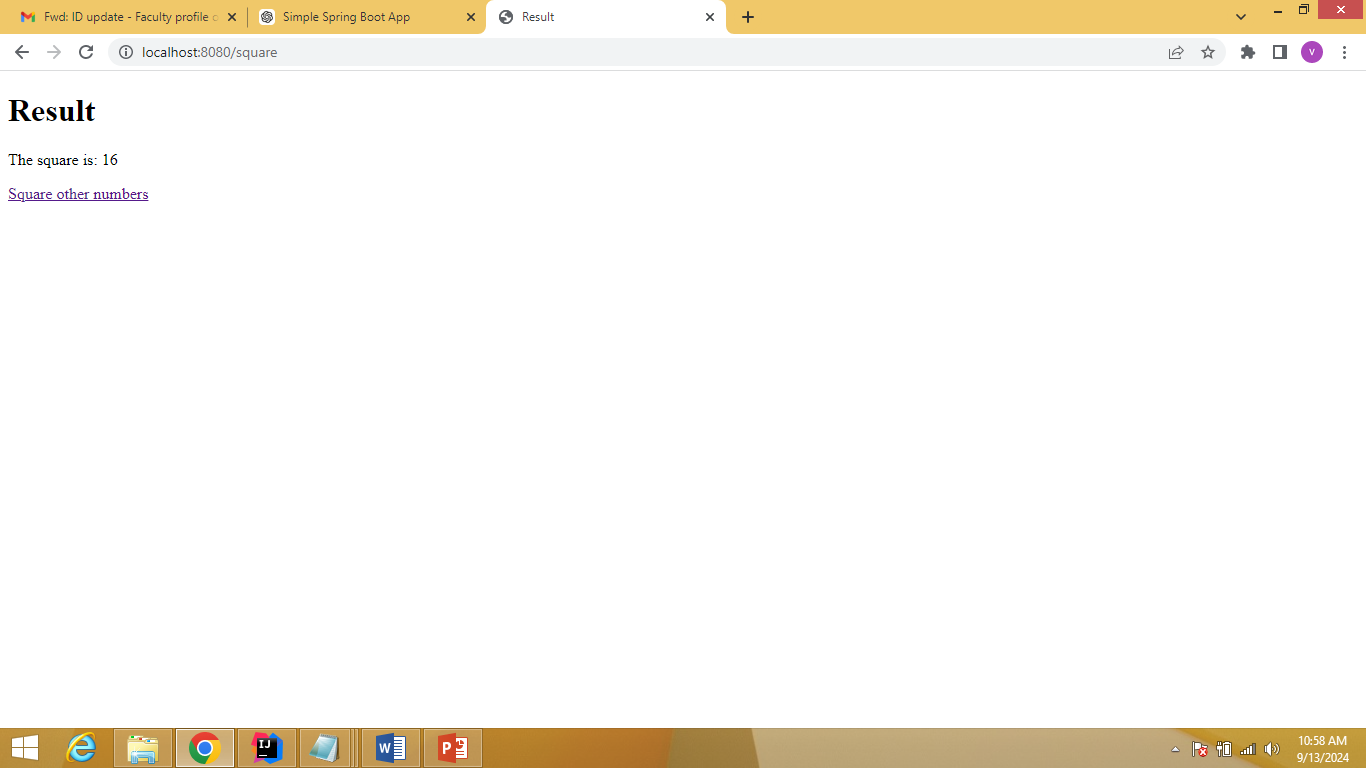 Fwd: ID update - Faculty profile
Simple Spring Boot App
Result
localhost:8080/square
V
Result
The square is: 16
Square other numbers
IJ
W
P
10:58 AM
9/13/2024